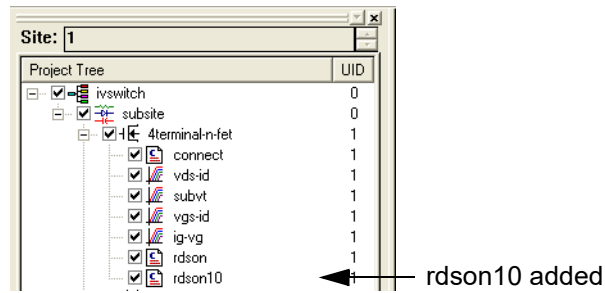 Site: 1
Project Tree UID
ivswitch 0
subsite 0
4terminal-n-fet 1
connect 1
vds-id 1
subvt 1
vgs-id 1
ig-vg 1
rdson 1
rdson10 1 rdson10 added